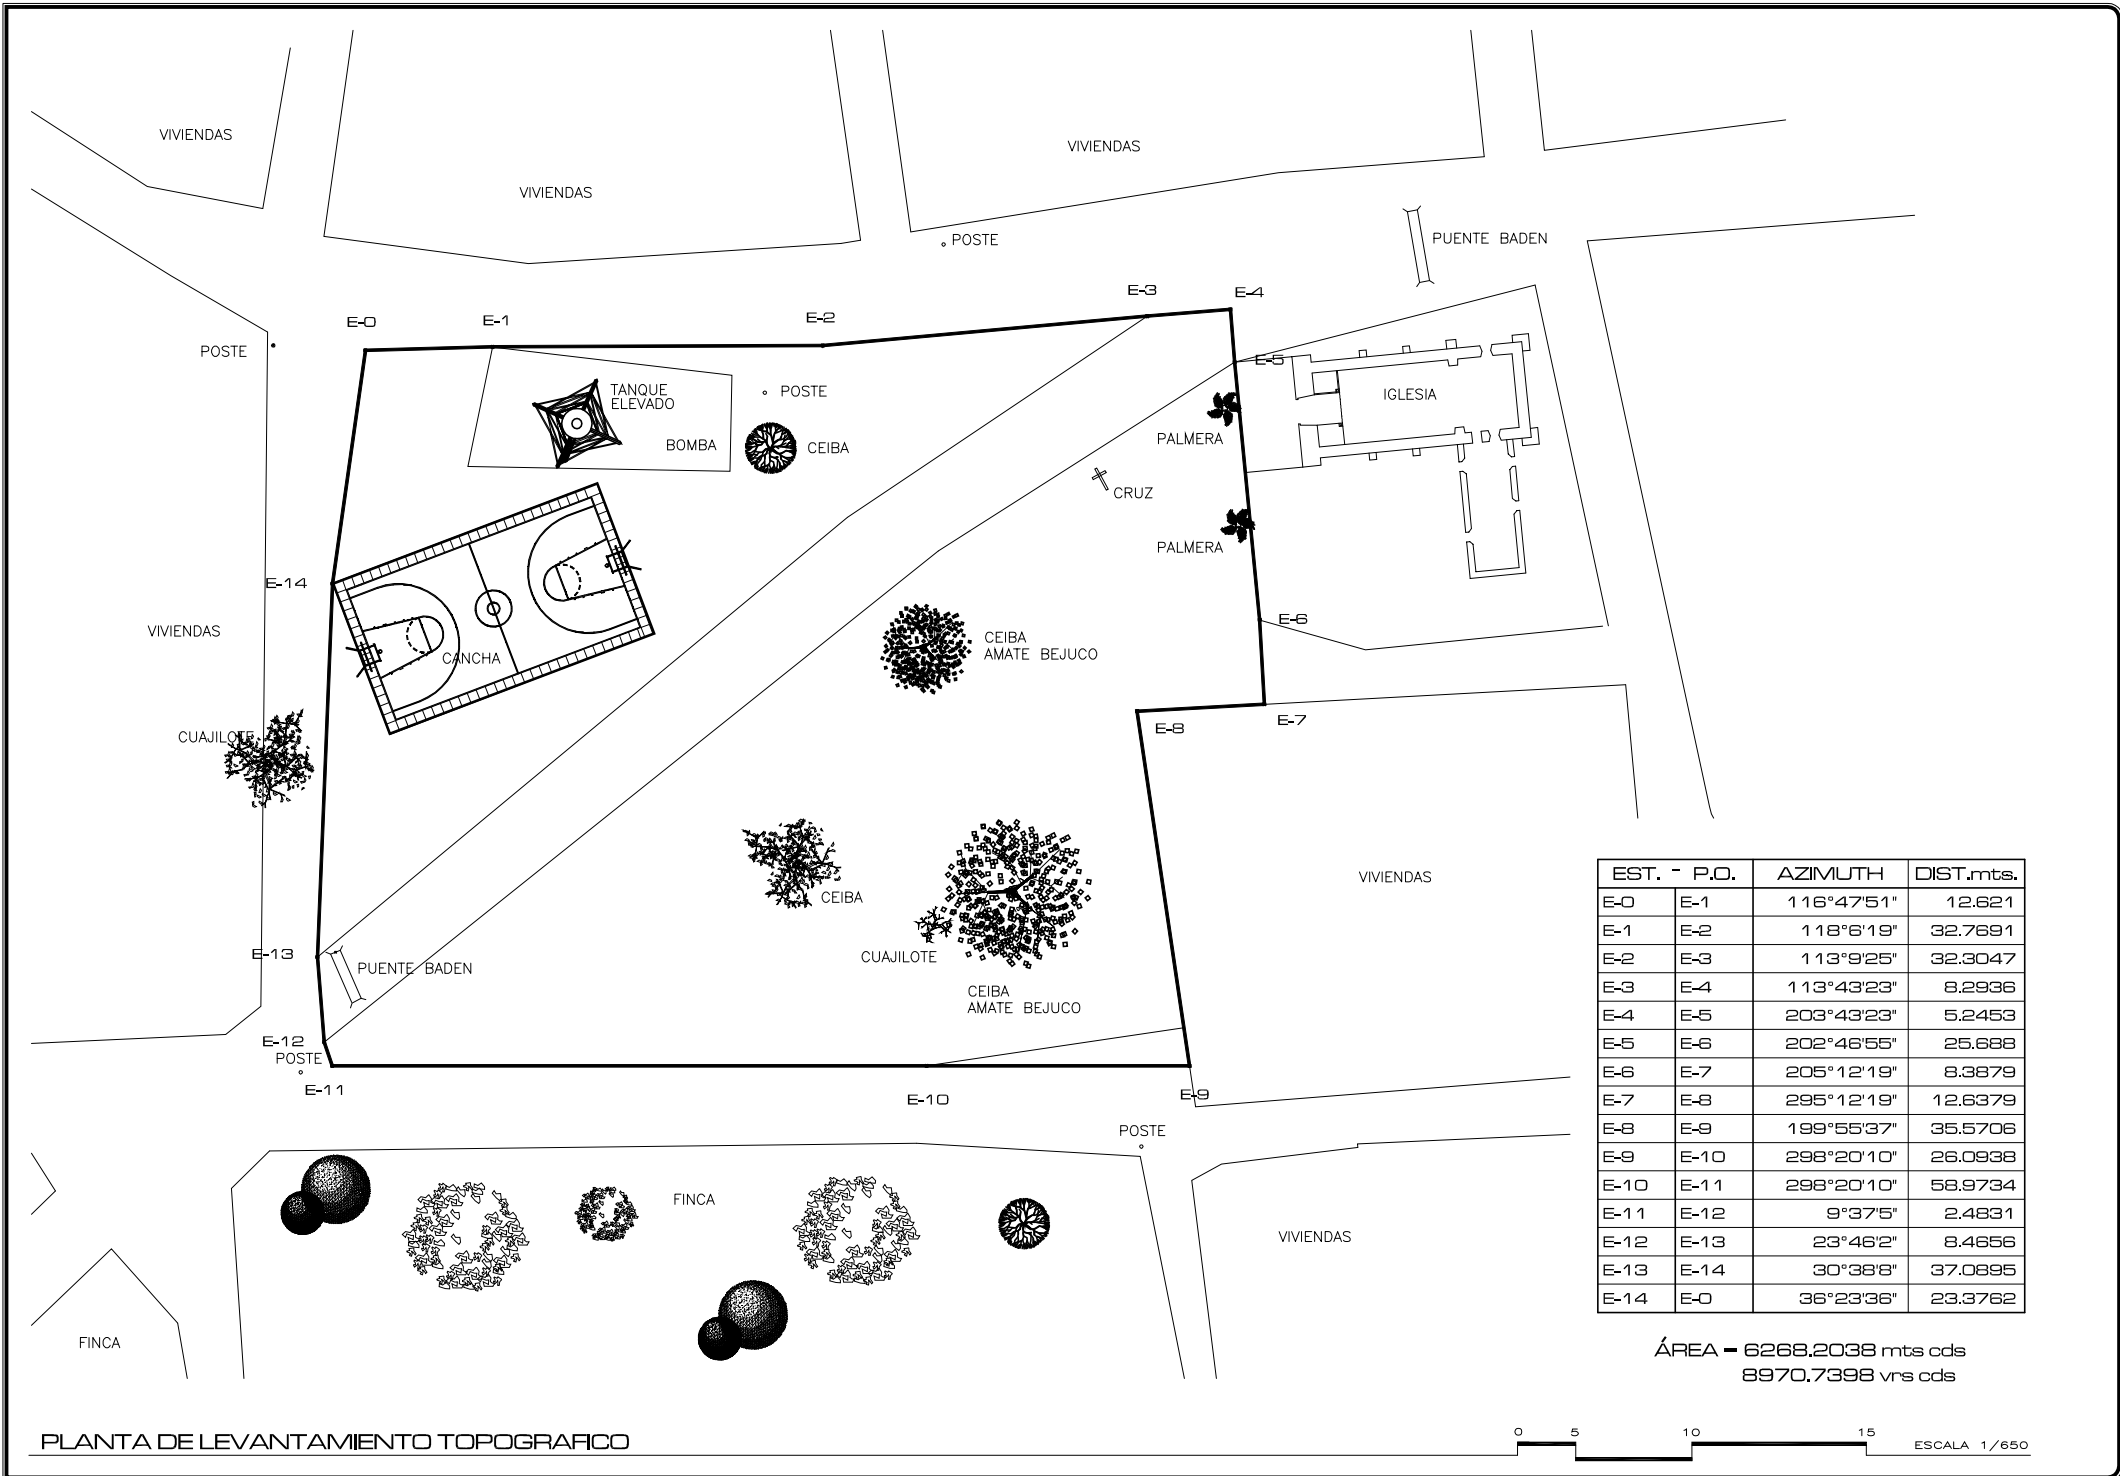 VIVIENDAS
VIVIENDAS
VIVIENDAS
POSTE
PUENTE BADEN
E-0
E-1
E-2
E-3
E-4
POSTE
E-5
TANQUE
ELEVADO
POSTE
IGLESIA
BOMBA
CEIBA
PALMERA
CRUZ
PALMERA
E-14
VIVIENDAS
CANCHA
CEIBA
AMATE BEJUCO
E-6
E-7
E-8
CUAJILOTE
VIVIENDAS
CEIBA
CUAJILOTE
E-13
PUENTE BADEN
CEIBA
AMATE BEJUCO
E-12
POSTE
E-11
E-10
E-9
POSTE
FINCA
VIVIENDAS
FINCA
EST. - P.O. AZIMUTH DIST.mts.
E-0 E-1 116°47'51" 12.621
E-1 E-2 118°6'19" 32.7691
E-2 E-3 113°9'25" 32.3047
E-3 E-4 113°43'23" 8.2936
E-4 E-5 203°43'23" 5.2453
E-5 E-6 202°46'55" 25.688
E-6 E-7 205°12'19" 8.3879
E-7 E-8 295°12'19" 12.6379
E-8 E-9 199°55'37" 35.5706
E-9 E-10 298°20'10" 26.0938
E-10 E-11 298°20'10" 58.9734
E-11 E-12 9°37'5" 2.4831
E-12 E-13 23°46'2" 8.4656
E-13 E-14 30°38'8" 37.0895
E-14 E-0 36°23'36" 23.3762
ÁREA = 6268.2038 mts cds
8970.7398 vrs cds
PLANTA DE LEVANTAMIENTO TOPOGRAFICO
0 5 10 15
ESCALA 1/650